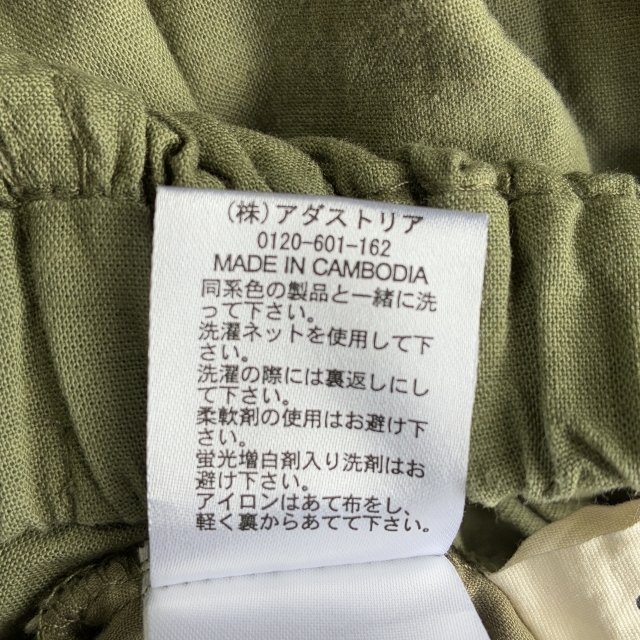 (株)アダストリア
0120-601-162
MADE IN CAMBODIA
同系色の製品と一緒に洗
って下さい。
洗濯ネットを使用して下
さい。
洗濯の際には裏返しにし
て下さい。
柔軟剤の使用はお避け下
さい。
蛍光増白剤入り洗剤はお
避け下さい。
アイロンはあて布をし、
軽く裏からあてて下さい。